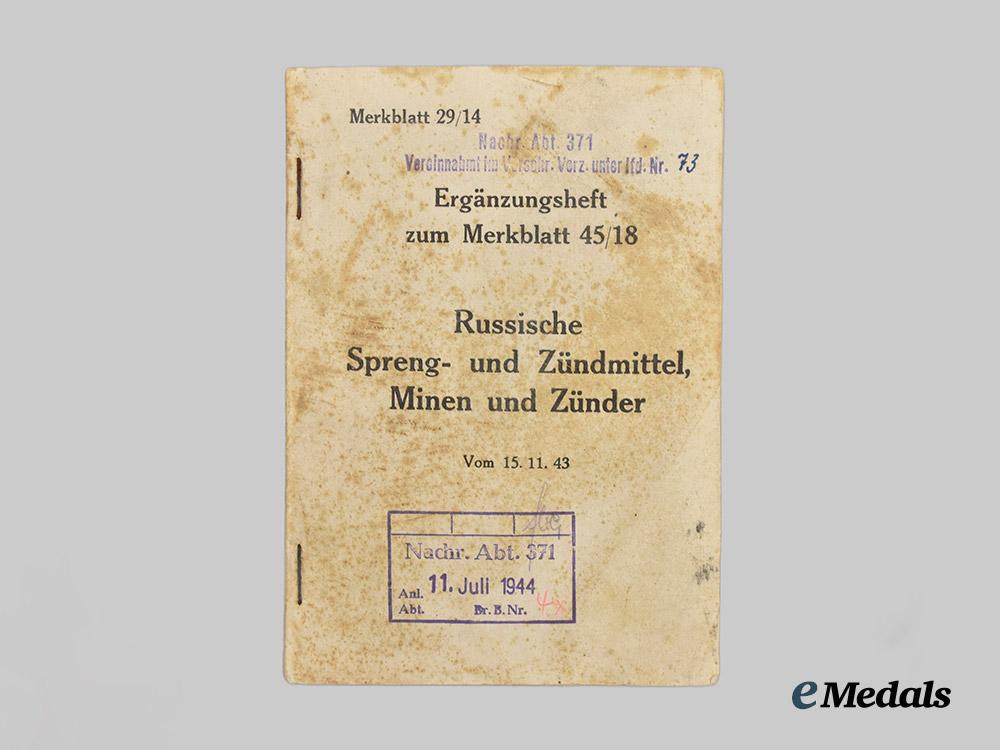 Merkblatt 29/14
Nachr. Abt. 371
Vereinnahmt im Verschr. Verz. unter lfd. Nr. 73
Ergänzungsheft
zum Merkblatt 45/18
Russische
Spreng- und Zündmittel,
Minen und Zünder
Vom 15. 11. 43
Nachr. Abt. 371
Anl. 11. Juli 1944
Abt. Br. B. Nr.
eMedals